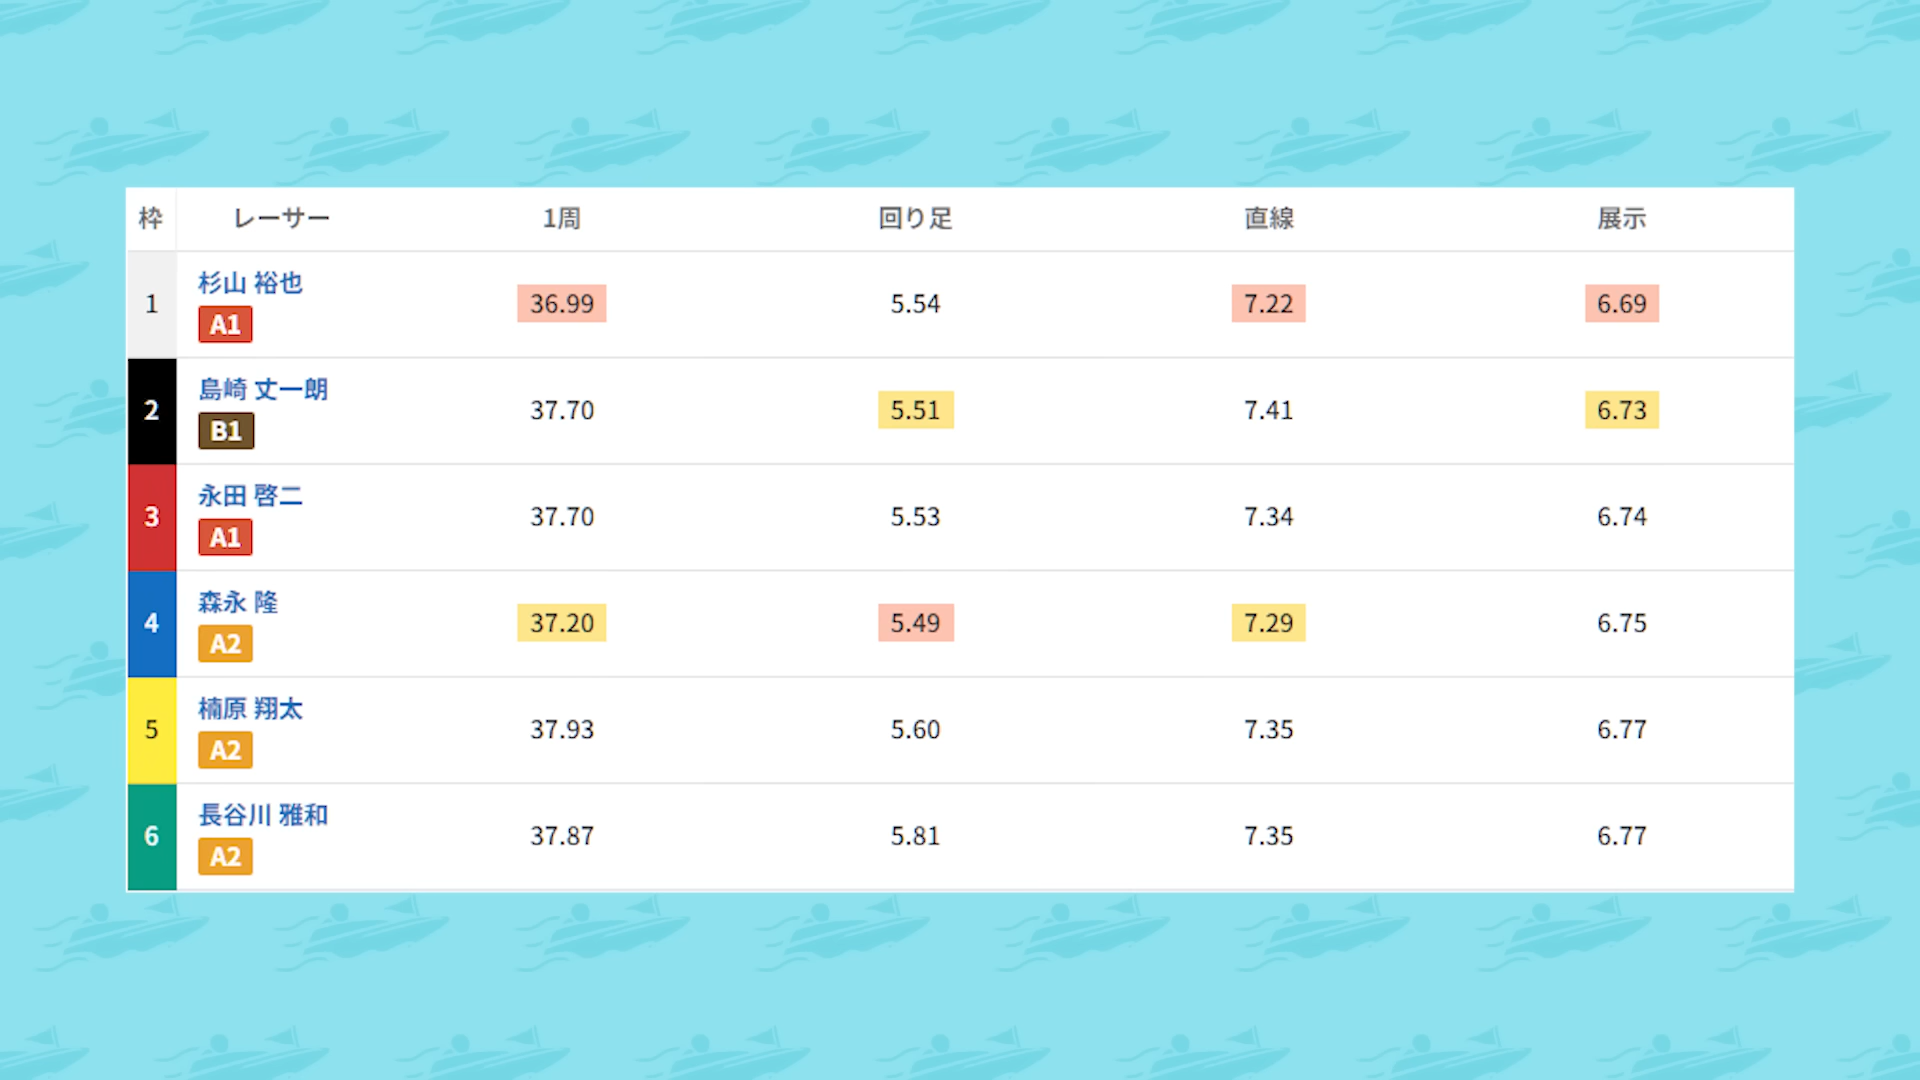 枠 レーサー 1周 回り足 直線 展示
杉山 裕也
1 36.99 5.54 7.22 6.69
A1
島崎 丈一朗
2 37.70 5.51 7.41 6.73
B1
永田 啓二
3 37.70 5.53 7.34 6.74
A1
森永 隆
4 37.20 5.49 7.29 6.75
A2
楠原 翔太
5 37.93 5.60 7.35 6.77
A2
長谷川 雅和
6 37.87 5.81 7.35 6.77
A2